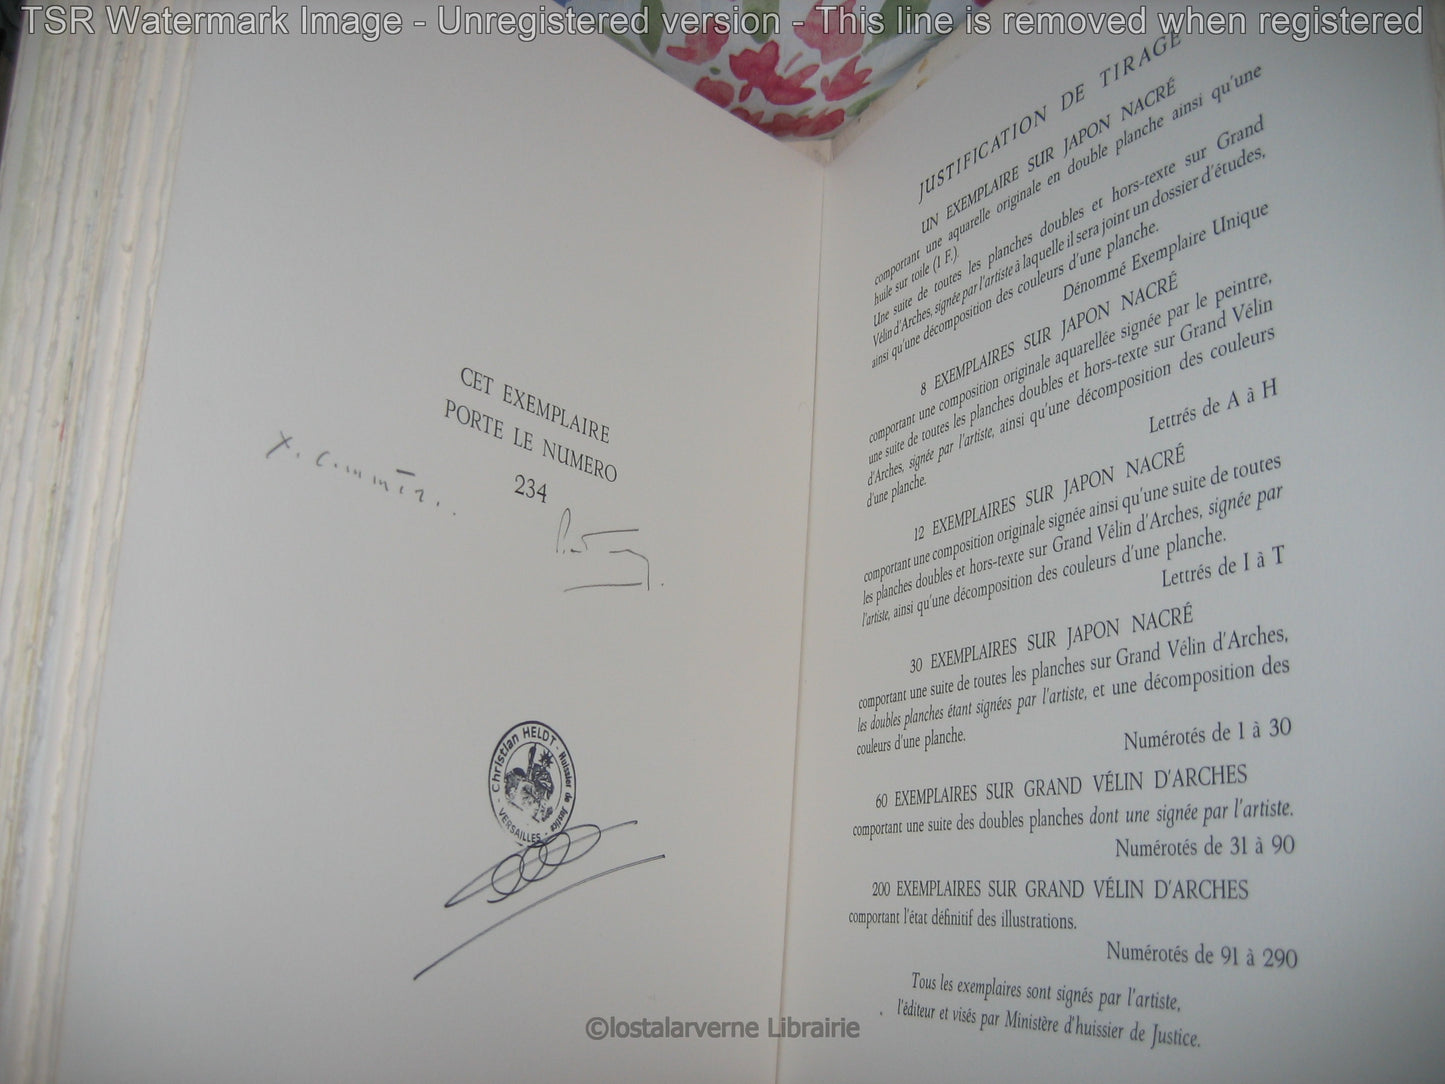 TSR Watermark Image - Unregistered version - This line is removed when registered
CET EXEMPLAIRE
PORTE LE NUMERO
234
Christian HELDT - Huissier de Justice -
VERSAILLES
JUSTIFICATION DE TIRAGE
UN EXEMPLAIRE SUR JAPON NACRÉ
comportant une aquarelle originale en double planche ainsi qu'une
huile sur toile (1 F.).
Une suite de toutes les planches doubles et hors-texte sur Grand
Vélin d'Arches, signée par l'artiste à laquelle il sera joint un dossier d'études,
ainsi qu'une décomposition des couleurs d'une planche.
Dénommé Exemplaire Unique
8 EXEMPLAIRES SUR JAPON NACRÉ
comportant une composition originale aquarellée signée par le peintre,
une suite de toutes les planches doubles et hors-texte sur Grand Vélin
d'Arches, signée par l'artiste, ainsi qu'une décomposition des couleurs
d'une planche.
Lettrés de A à H
12 EXEMPLAIRES SUR JAPON NACRÉ
comportant une composition originale signée ainsi qu'une suite de toutes
les planches doubles et hors-texte sur Grand Vélin d'Arches, signée par
l'artiste, ainsi qu'une décomposition des couleurs d'une planche.
Lettrés de I à T
30 EXEMPLAIRES SUR JAPON NACRÉ
comportant une suite de toutes les planches sur Grand Vélin d'Arches,
les doubles planches étant signées par l'artiste, et une décomposition des
couleurs d'une planche.
Numérotés de 1 à 30
60 EXEMPLAIRES SUR GRAND VÉLIN D'ARCHES
comportant une suite des doubles planches dont une signée par l'artiste.
Numérotés de 31 à 90
200 EXEMPLAIRES SUR GRAND VÉLIN D'ARCHES
comportant l'état définitif des illustrations.
Numérotés de 91 à 290
Tous les exemplaires sont signés par l'artiste,
l'éditeur et visés par Ministère d'huissier de Justice.
©lostalarverne Librairie